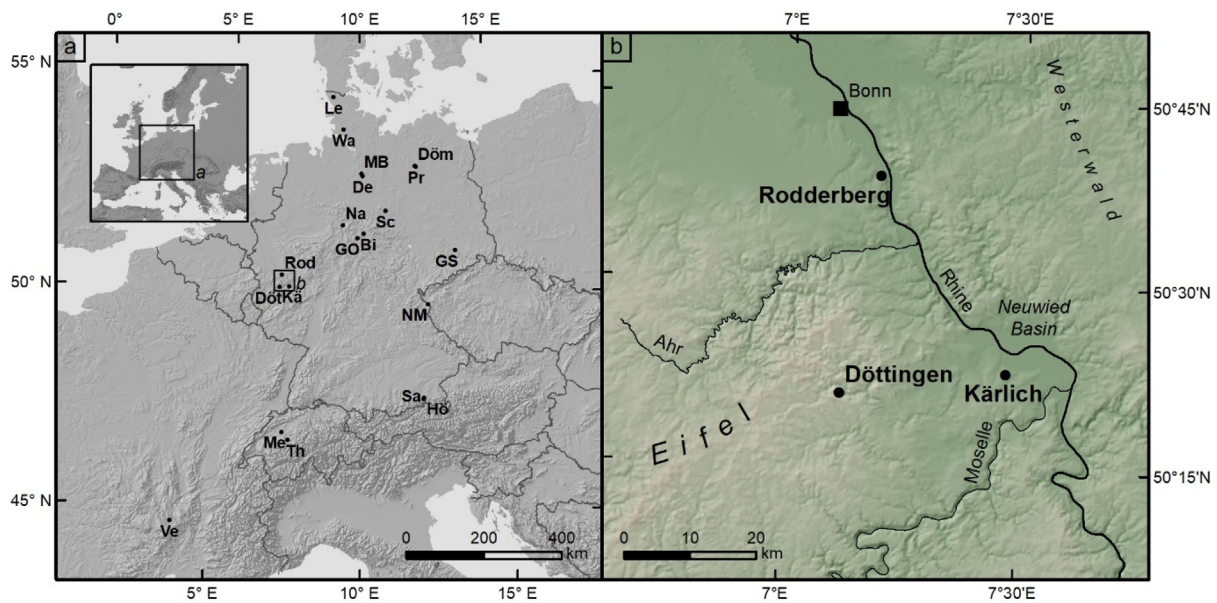 0°
5° E
10° E
15° E
7°E
7°30'E
a
b
55° N
50° N
45° N
a
Le
Wa
MB
Döm
De
Pr
Na
Sc
GO
Bi
GS
Rod
b
DötKä
NM
Sa
Hö
Me
Th
Ve
0 200 400
km
5° E
10° E
15° E
Bonn
Westerwald
50°45'N
Rodderberg
Rhine
50°30'N
Neuwied
Basin
Ahr
Döttingen
Kärlich
Eifel
Moselle
50°15'N
0 10 20
km
7°E
7°30'E